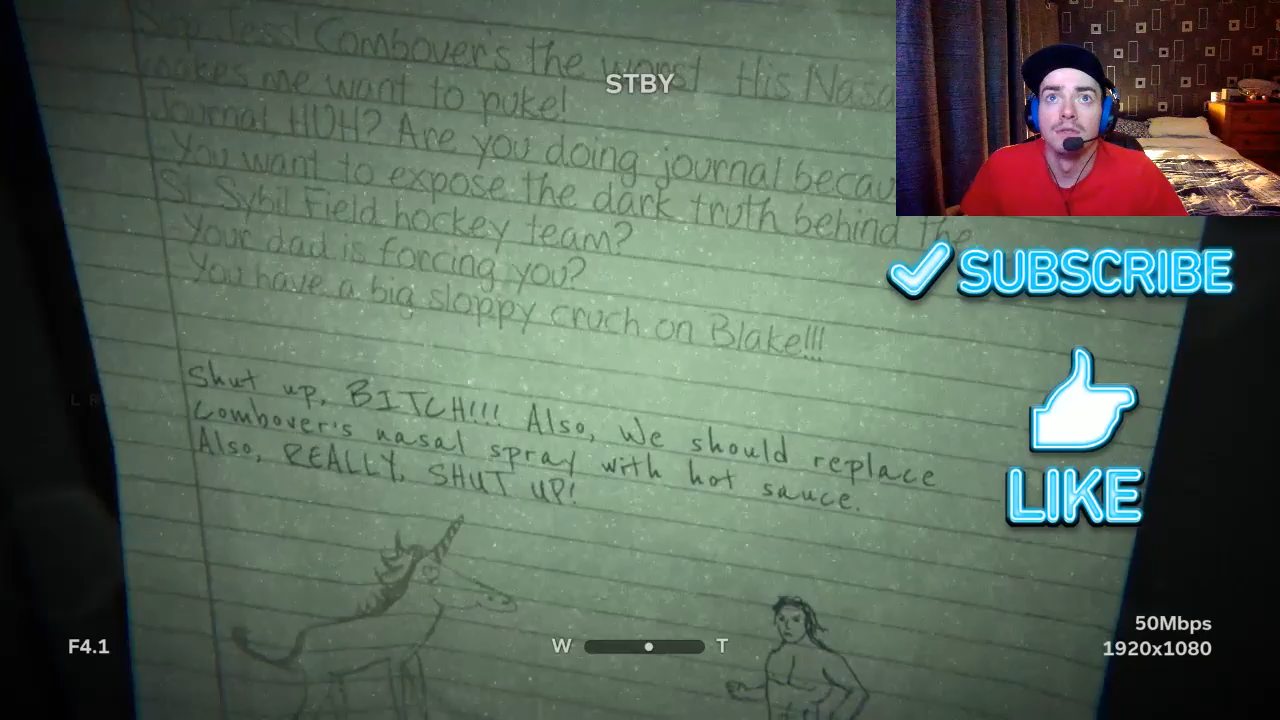 Sup Jess! Combover's the worst His Nasa
makes me want to puke!
Journal HUH? Are you doing journal becau
You want to expose the dark truth behind the
St. Sybil Field hockey team?
Your dad is forcing you?
You have a big sloppy cruch on Blake!!!
Shut up, BITCH!!! Also, We should replace
combover's nasal spray with hot sauce.
Also, REALLY, SHUT UP!
STBY
SUBSCRIBE
LIKE
F4.1
W T
50Mbps
1920x1080